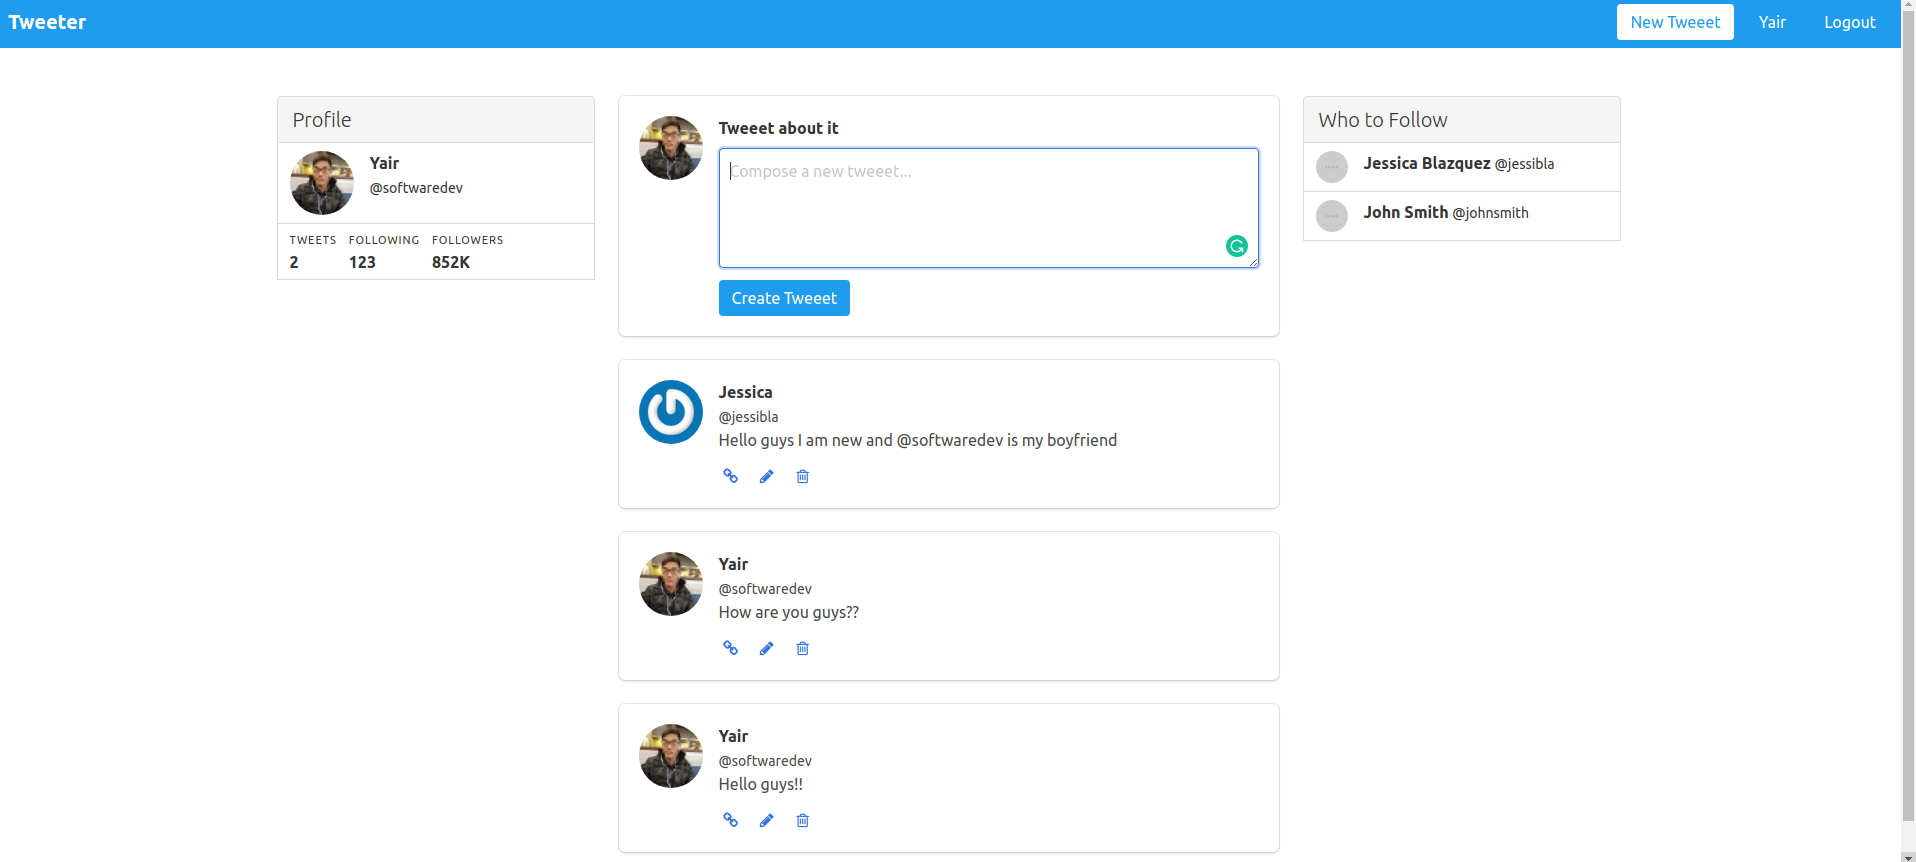 Tweeter
New Tweeet Yair Logout
Profile
Yair
@softwaredev
TWEETS FOLLOWING FOLLOWERS
2 123 852K
Tweeet about it
Compose a new tweeet...
Create Tweeet
Jessica
@jessibla
Hello guys I am new and @softwaredev is my boyfriend
Yair
@softwaredev
How are you guys??
Yair
@softwaredev
Hello guys!!
Who to Follow
Jessica Blazquez @jessibla
John Smith @johnsmith